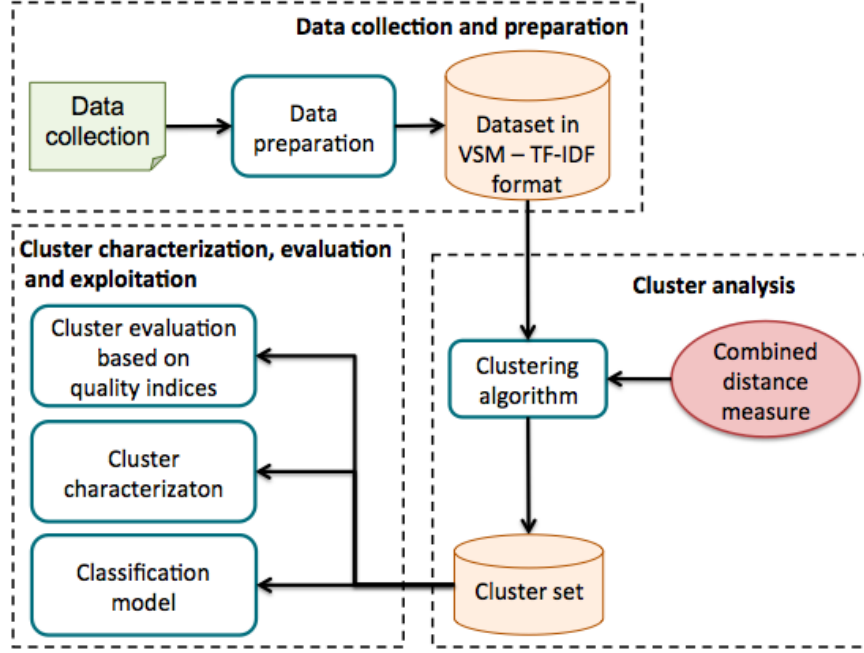 Data collection and preparation
Data
collection
Data
preparation
Dataset in
VSM – TF-IDF
format
Cluster characterization, evaluation
and exploitation
Cluster evaluation
based on
quality indices
Cluster
characterizaton
Classification
model
Cluster analysis
Clustering
algorithm
Combined
distance
measure
Cluster set